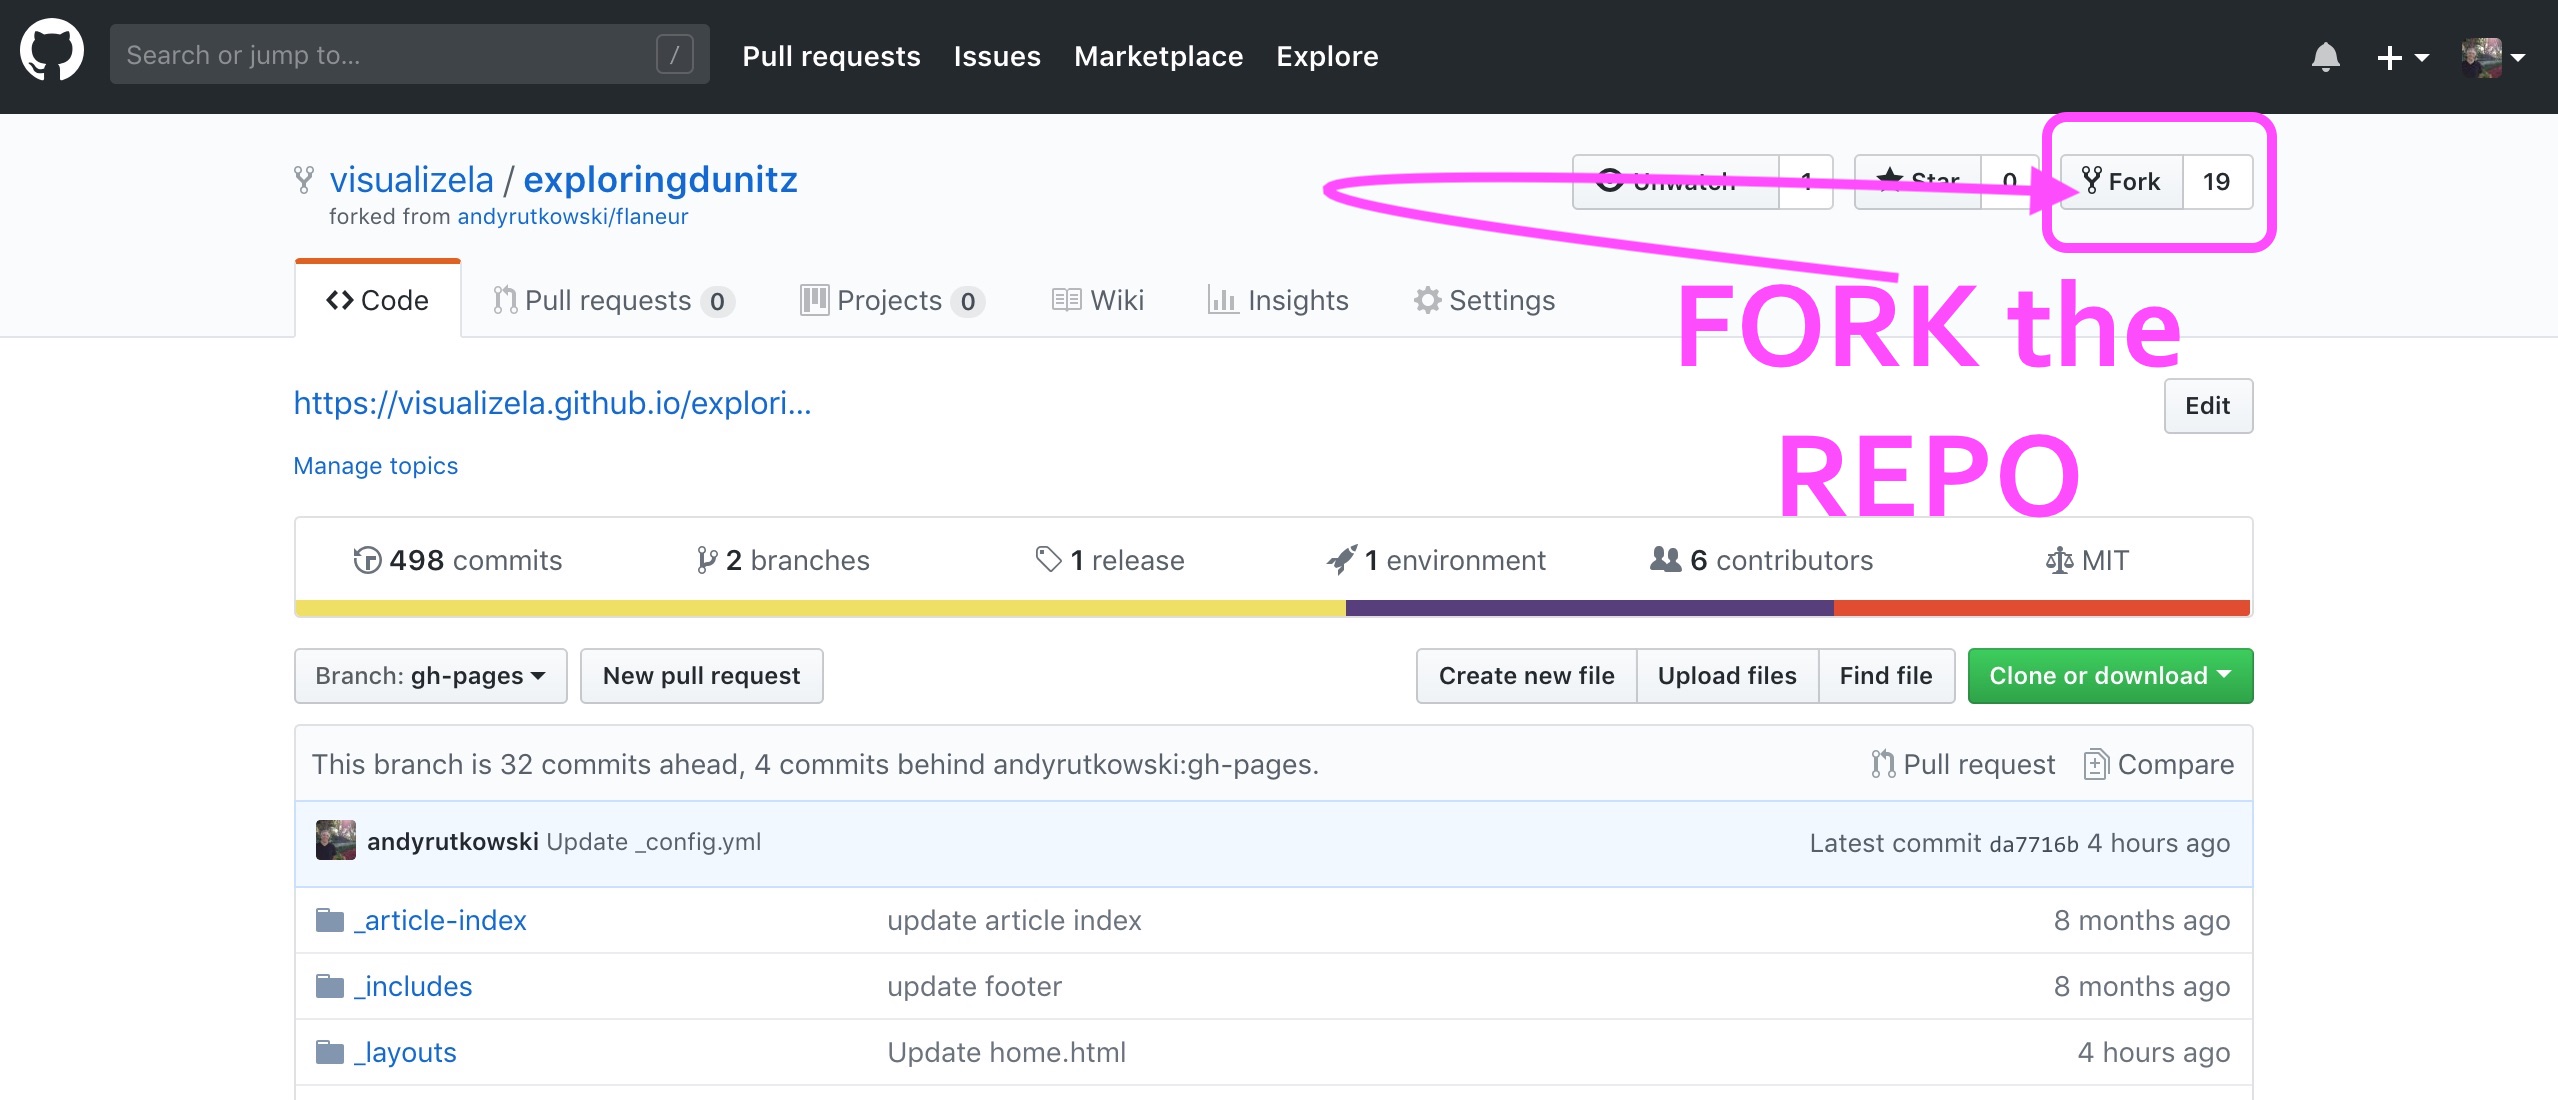 Search or jump to... /
Pull requests Issues Marketplace Explore
visualizela / exploringdunitz
forked from andyrutkowski/flaneur
Unwatch 1 Star 0 Fork 19
Code Pull requests 0 Projects 0 Wiki Insights Settings
FORK the
REPO
https://visualizela.github.io/explori...
Edit
Manage topics
498 commits 2 branches 1 release 1 environment 6 contributors MIT
Branch: gh-pages New pull request Create new file Upload files Find file Clone or download
This branch is 32 commits ahead, 4 commits behind andyrutkowski:gh-pages. Pull request Compare
andyrutkowski Update _config.yml Latest commit da7716b 4 hours ago
_article-index update article index 8 months ago
_includes update footer 8 months ago
_layouts Update home.html 4 hours ago